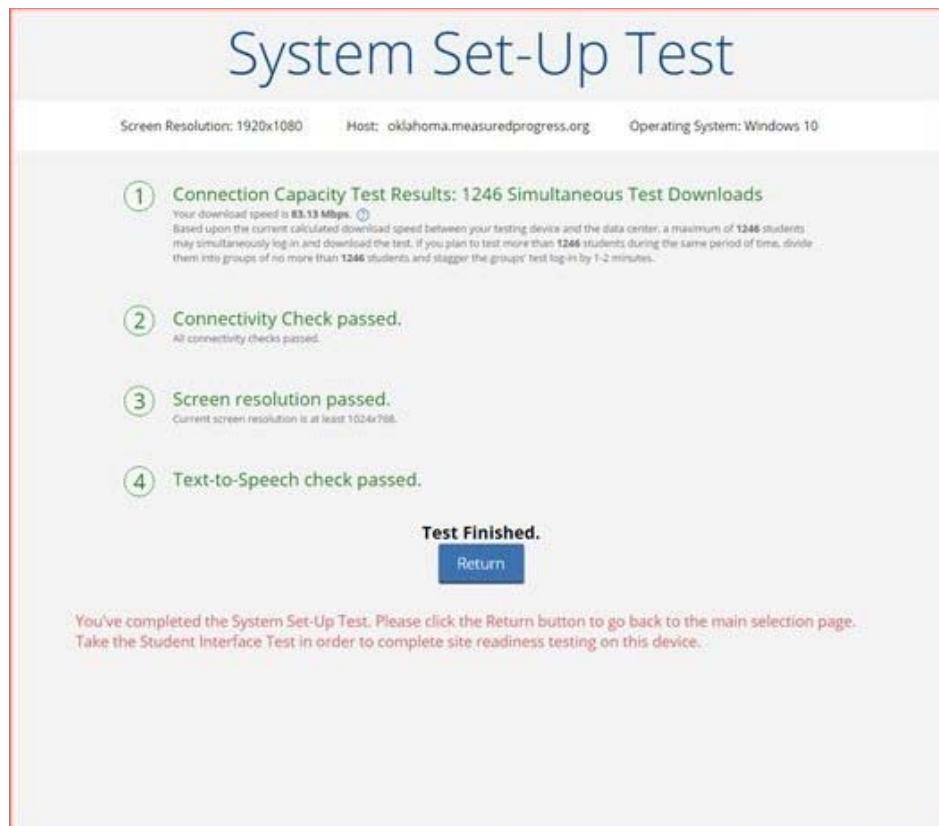 System Set-Up Test
Screen Resolution: 1920x1080 Host: oklahoma.measuredprogress.org Operating System: Windows 10
1 Connection Capacity Test Results: 1246 Simultaneous Test Downloads
Your download speed is 83.13 Mbps. ?
Based upon the current calculated download speed between your testing device and the data center, a maximum of 1246 students
may simultaneously log-in and download the test. If you plan to test more than 1246 students during the same period of time, divide
them into groups of no more than 1246 students and stagger the groups' test log-in by 1-2 minutes.
2 Connectivity Check passed.
All connectivity checks passed.
3 Screen resolution passed.
Current screen resolution is at least 1024x768.
4 Text-to-Speech check passed.
Test Finished.
Return
You've completed the System Set-Up Test. Please click the Return button to go back to the main selection page.
Take the Student Interface Test in order to complete site readiness testing on this device.